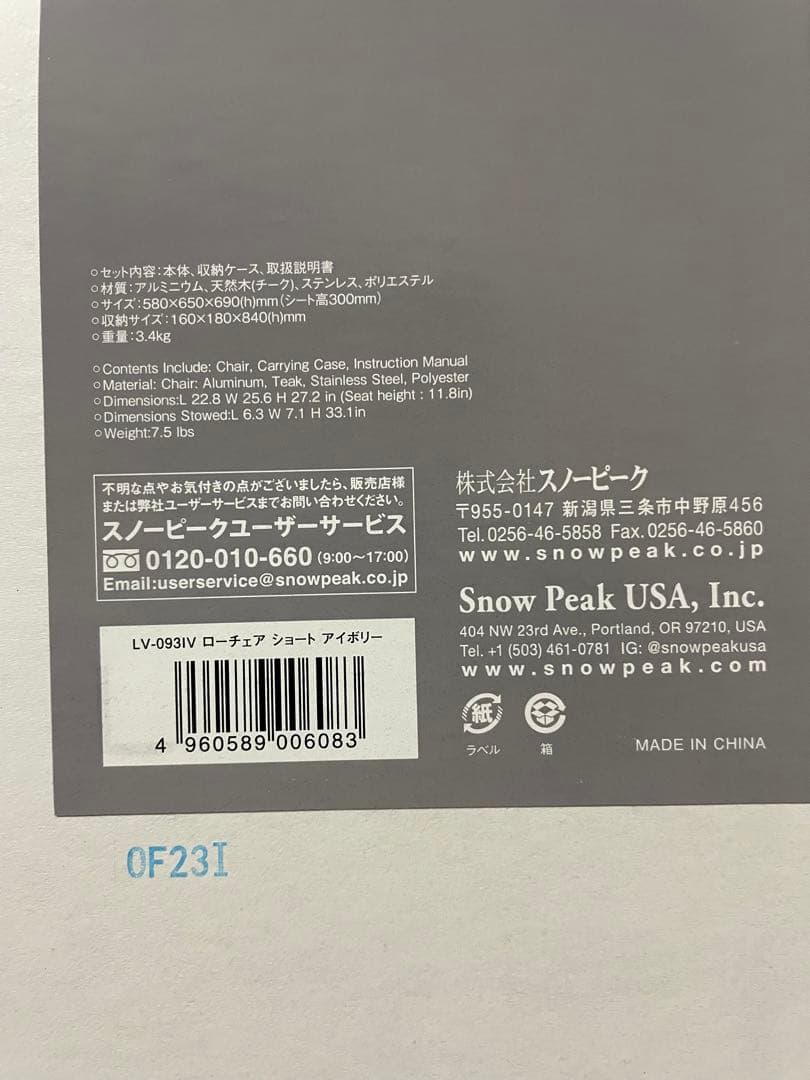 ○セット内容:本体、収納ケース、取扱説明書
○材質:アルミニウム、天然木(チーク)、ステンレス、ポリエステル
○サイズ:580×650×690(h)mm(シート高300mm)
○収納サイズ:160×180×840(h)mm
○重量:3.4kg
○Contents Include: Chair, Carrying Case, Instruction Manual
○Material: Chair: Aluminum, Teak, Stainless Steel, Polyester
○Dimensions:L 22.8 W 25.6 H 27.2 in (Seat height : 11.8in)
○Dimensions Stowed:L 6.3 W 7.1 H 33.1in
○Weight:7.5 lbs
不明な点やお気付きの点がございましたら、販売店様
または弊社ユーザーサービスまでお問い合わせください。
スノーピークユーザーサービス
0120-010-660 (9:00~17:00)
Email:userservice@snowpeak.co.jp
LV-093IV ローチェア ショート アイボリー
4 960589 006083
株式会社スノーピーク
〒955-0147 新潟県三条市中野原456
Tel.0256-46-5858 Fax.0256-46-5860
www.snowpeak.co.jp
Snow Peak USA, Inc.
404 NW 23rd Ave., Portland, OR 97210, USA
Tel. +1 (503) 461-0781 IG: @snowpeakusa
www.snowpeak.com
紙
ラベル 箱
MADE IN CHINA
0F23I